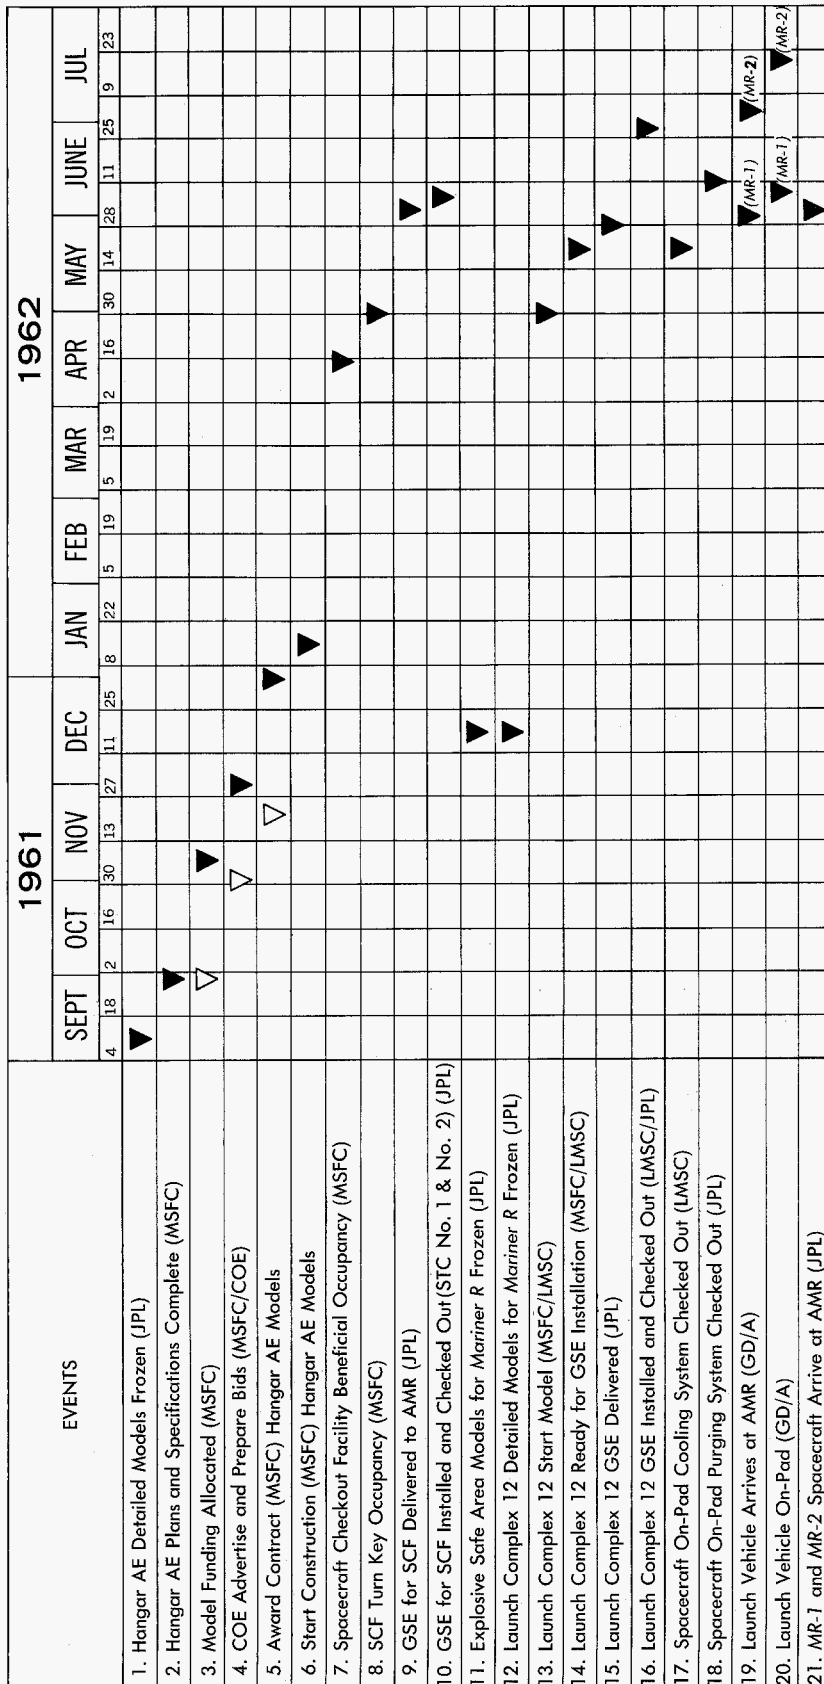 EVENTS
1961
1962
SEPT
OCT
NOV
DEC
JAN
FEB
MAR
APR
MAY
JUNE
JUL
4 18 2 16 30 13 27 11 25 8 22 5 19 5 19 2 16 30 14 28 11 25 9 23
1. Hangar AE Detailed Models Frozen (JPL)
2. Hangar AE Plans and Specifications Complete (MSFC)
3. Model Funding Allocated (MSFC)
4. COE Advertise and Prepare Bids (MSFC/COE)
5. Award Contract (MSFC) Hangar AE Models
6. Start Construction (MSFC) Hangar AE Models
7. Spacecraft Checkout Facility Beneficial Occupancy (MSFC)
8. SCF Turn Key Occupancy (MSFC)
9. GSE for SCF Delivered to AMR (JPL)
10. GSE for SCF Installed and Checked Out (STC No. 1 & No. 2) (JPL)
11. Explosive Safe Area Models for Mariner R Frozen (JPL)
12. Launch Complex 12 Detailed Models for Mariner R Frozen (JPL)
13. Launch Complex 12 Start Model (MSFC/LMSC)
14. Launch Complex 12 Ready for GSE Installation (MSFC/LMSC)
15. Launch Complex 12 GSE Delivered (JPL)
16. Launch Complex 12 GSE Installed and Checked Out (LMSC/JPL)
17. Spacecraft On-Pad Cooling System Checked Out (LMSC)
18. Spacecraft On-Pad Purging System Checked Out (JPL)
19. Launch Vehicle Arrives at AMR (GD/A) (MR-1) (MR-2)
20. Launch Vehicle On-Pad (GD/A) (MR-1) (MR-2)
21. MR-1 and MR-2 Spacecraft Arrive at AMR (JPL)